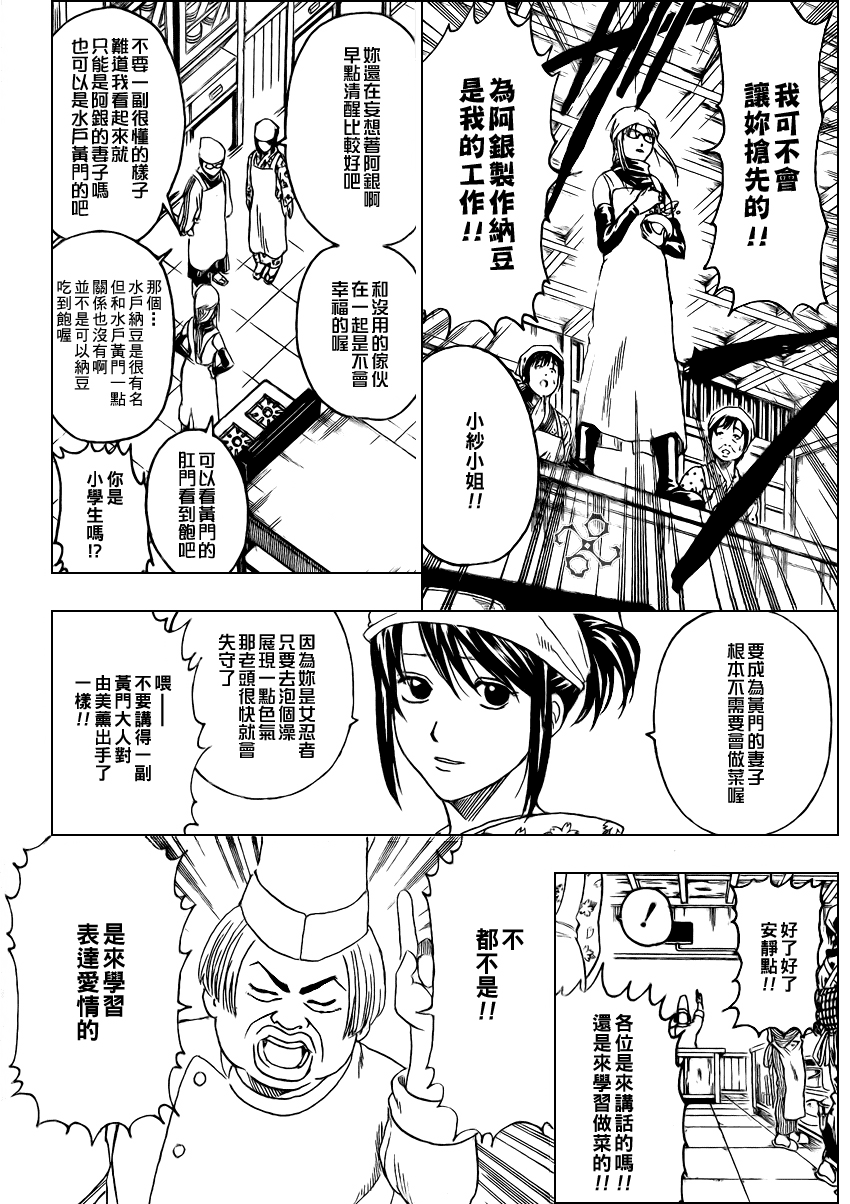 我可不會
讓妳搶先的!!
為阿銀製作納豆
是我的工作!!
小紗小姐!!
妳還在妄想著阿銀啊
早點清醒比較好吧
和沒用的傢伙
在一起是不會
幸福的喔
不要一副很懂的樣子
難道我看起來就
只能是阿銀的妻子嗎
也可以是水戶黃門的吧
那個…
水戶納豆是很有名
但和水戶黃門一點
關係也沒有啊
並不是可以納豆
吃到飽喔
可以看黃門的
肛門看到飽吧
你是
小學生嗎!?
要成為黃門的妻子
根本不需要會做菜喔
因為妳是女忍者
只要去泡個澡
展現一點色氣
那老頭很快就會
失守了
喂——
不要講得一副
黃門大人對
由美薰出手了
一樣!!
好了好了
安靜點!!
!
各位是來講話的嗎!!
還是來學習做菜的!!
不
都不是!!
是來學習
表達愛情的